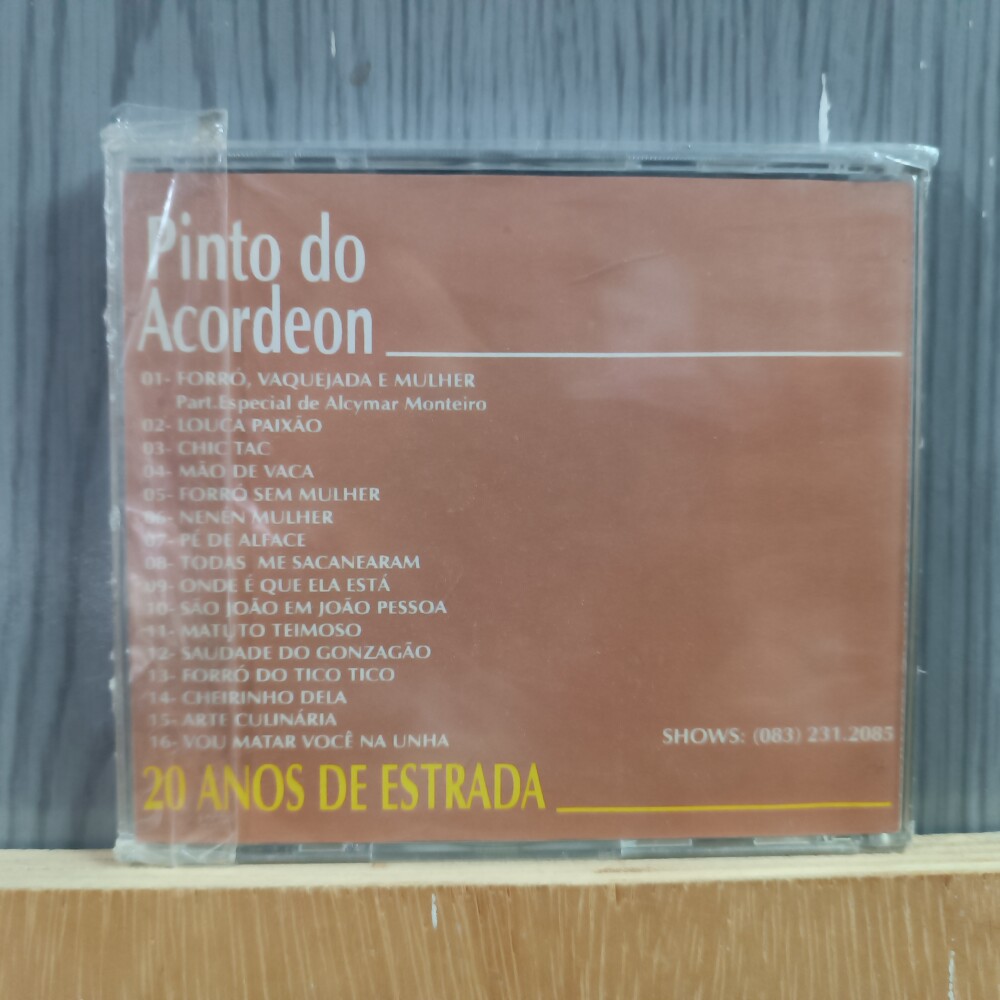 Pinto do
Acordeon
01- FORRÓ, VAQUEJADA E MULHER
Part.Especial de Alcymar Monteiro
02- LOUCA PAIXÃO
03- CHIC TAC
04- MÃO DE VACA
05- FORRÓ SEM MULHER
06- NENÉN MULHER
07- PÉ DE ALFACE
08- TODAS ME SACANEARAM
09- ONDE É QUE ELA ESTÁ
10- SÃO JOÃO EM JOÃO PESSOA
11- MATUTO TEIMOSO
12- SAUDADE DO GONZAGÃO
13- FORRÓ DO TICO TICO
14- CHEIRINHO DELA
15- ARTE CULINÁRIA
16- VOU MATAR VOCÊ NA UNHA
SHOWS: (083) 231.2085
20 ANOS DE ESTRADA